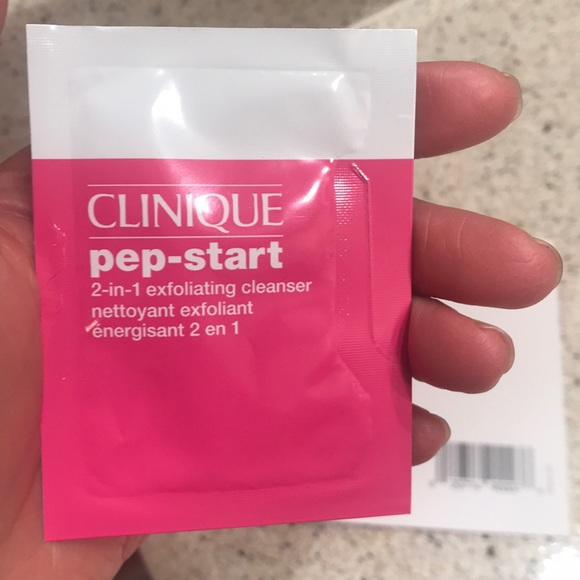 CLINIQUE
pep-start
2-in-1 exfoliating cleanser
nettoyant exfoliant
énergisant 2 en 1